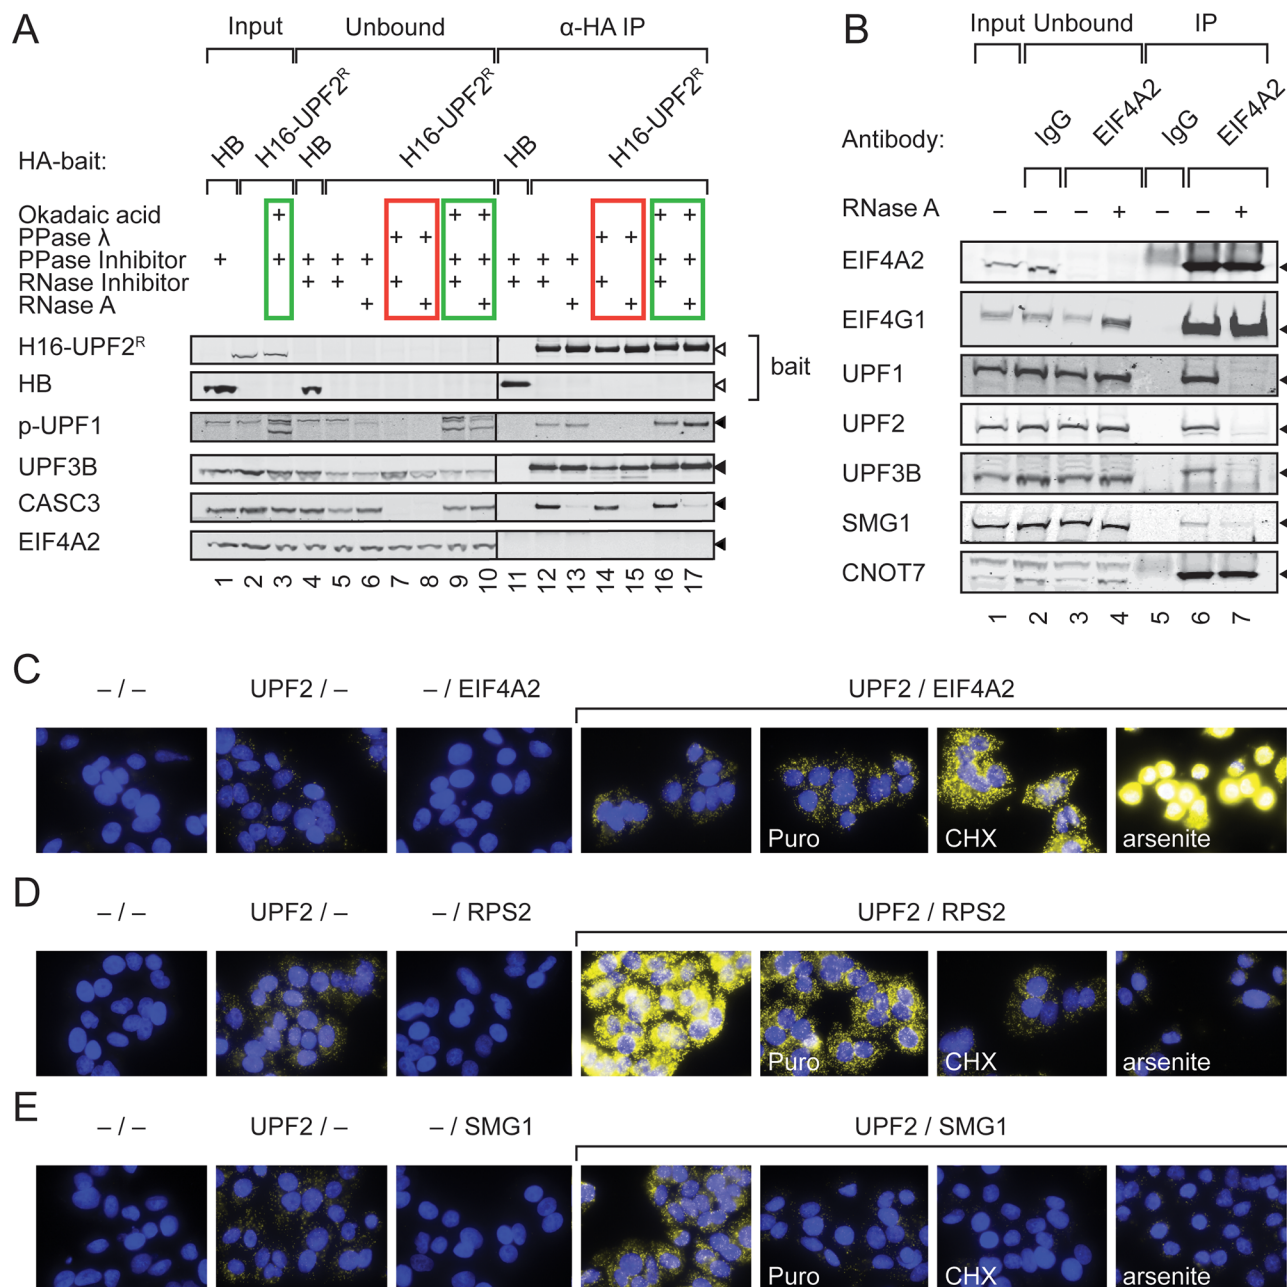 A
Input Unbound α-HA IP
HA-bait: HB H16-UPF2R HB H16-UPF2R HB H16-UPF2R
Okadaic acid + + + + +
PPase λ + + + +
PPase Inhibitor + + + + + + + + + + + +
RNase Inhibitor + + + + + + + +
RNase A + + + + + +
H16-UPF2R
HB
bait
p-UPF1
UPF3B
CASC3
EIF4A2
1 2 3 4 5 6 7 8 9 10 11 12 13 14 15 16 17
B
Input Unbound IP
Antibody: IgG EIF4A2 IgG EIF4A2
RNase A – – – + – – +
EIF4A2
EIF4G1
UPF1
UPF2
UPF3B
SMG1
CNOT7
1 2 3 4 5 6 7
C
– / – UPF2 / – – / EIF4A2 UPF2 / EIF4A2
Puro CHX arsenite
D
– / – UPF2 / – – / RPS2 UPF2 / RPS2
Puro CHX arsenite
E
– / – UPF2 / – – / SMG1 UPF2 / SMG1
Puro CHX arsenite